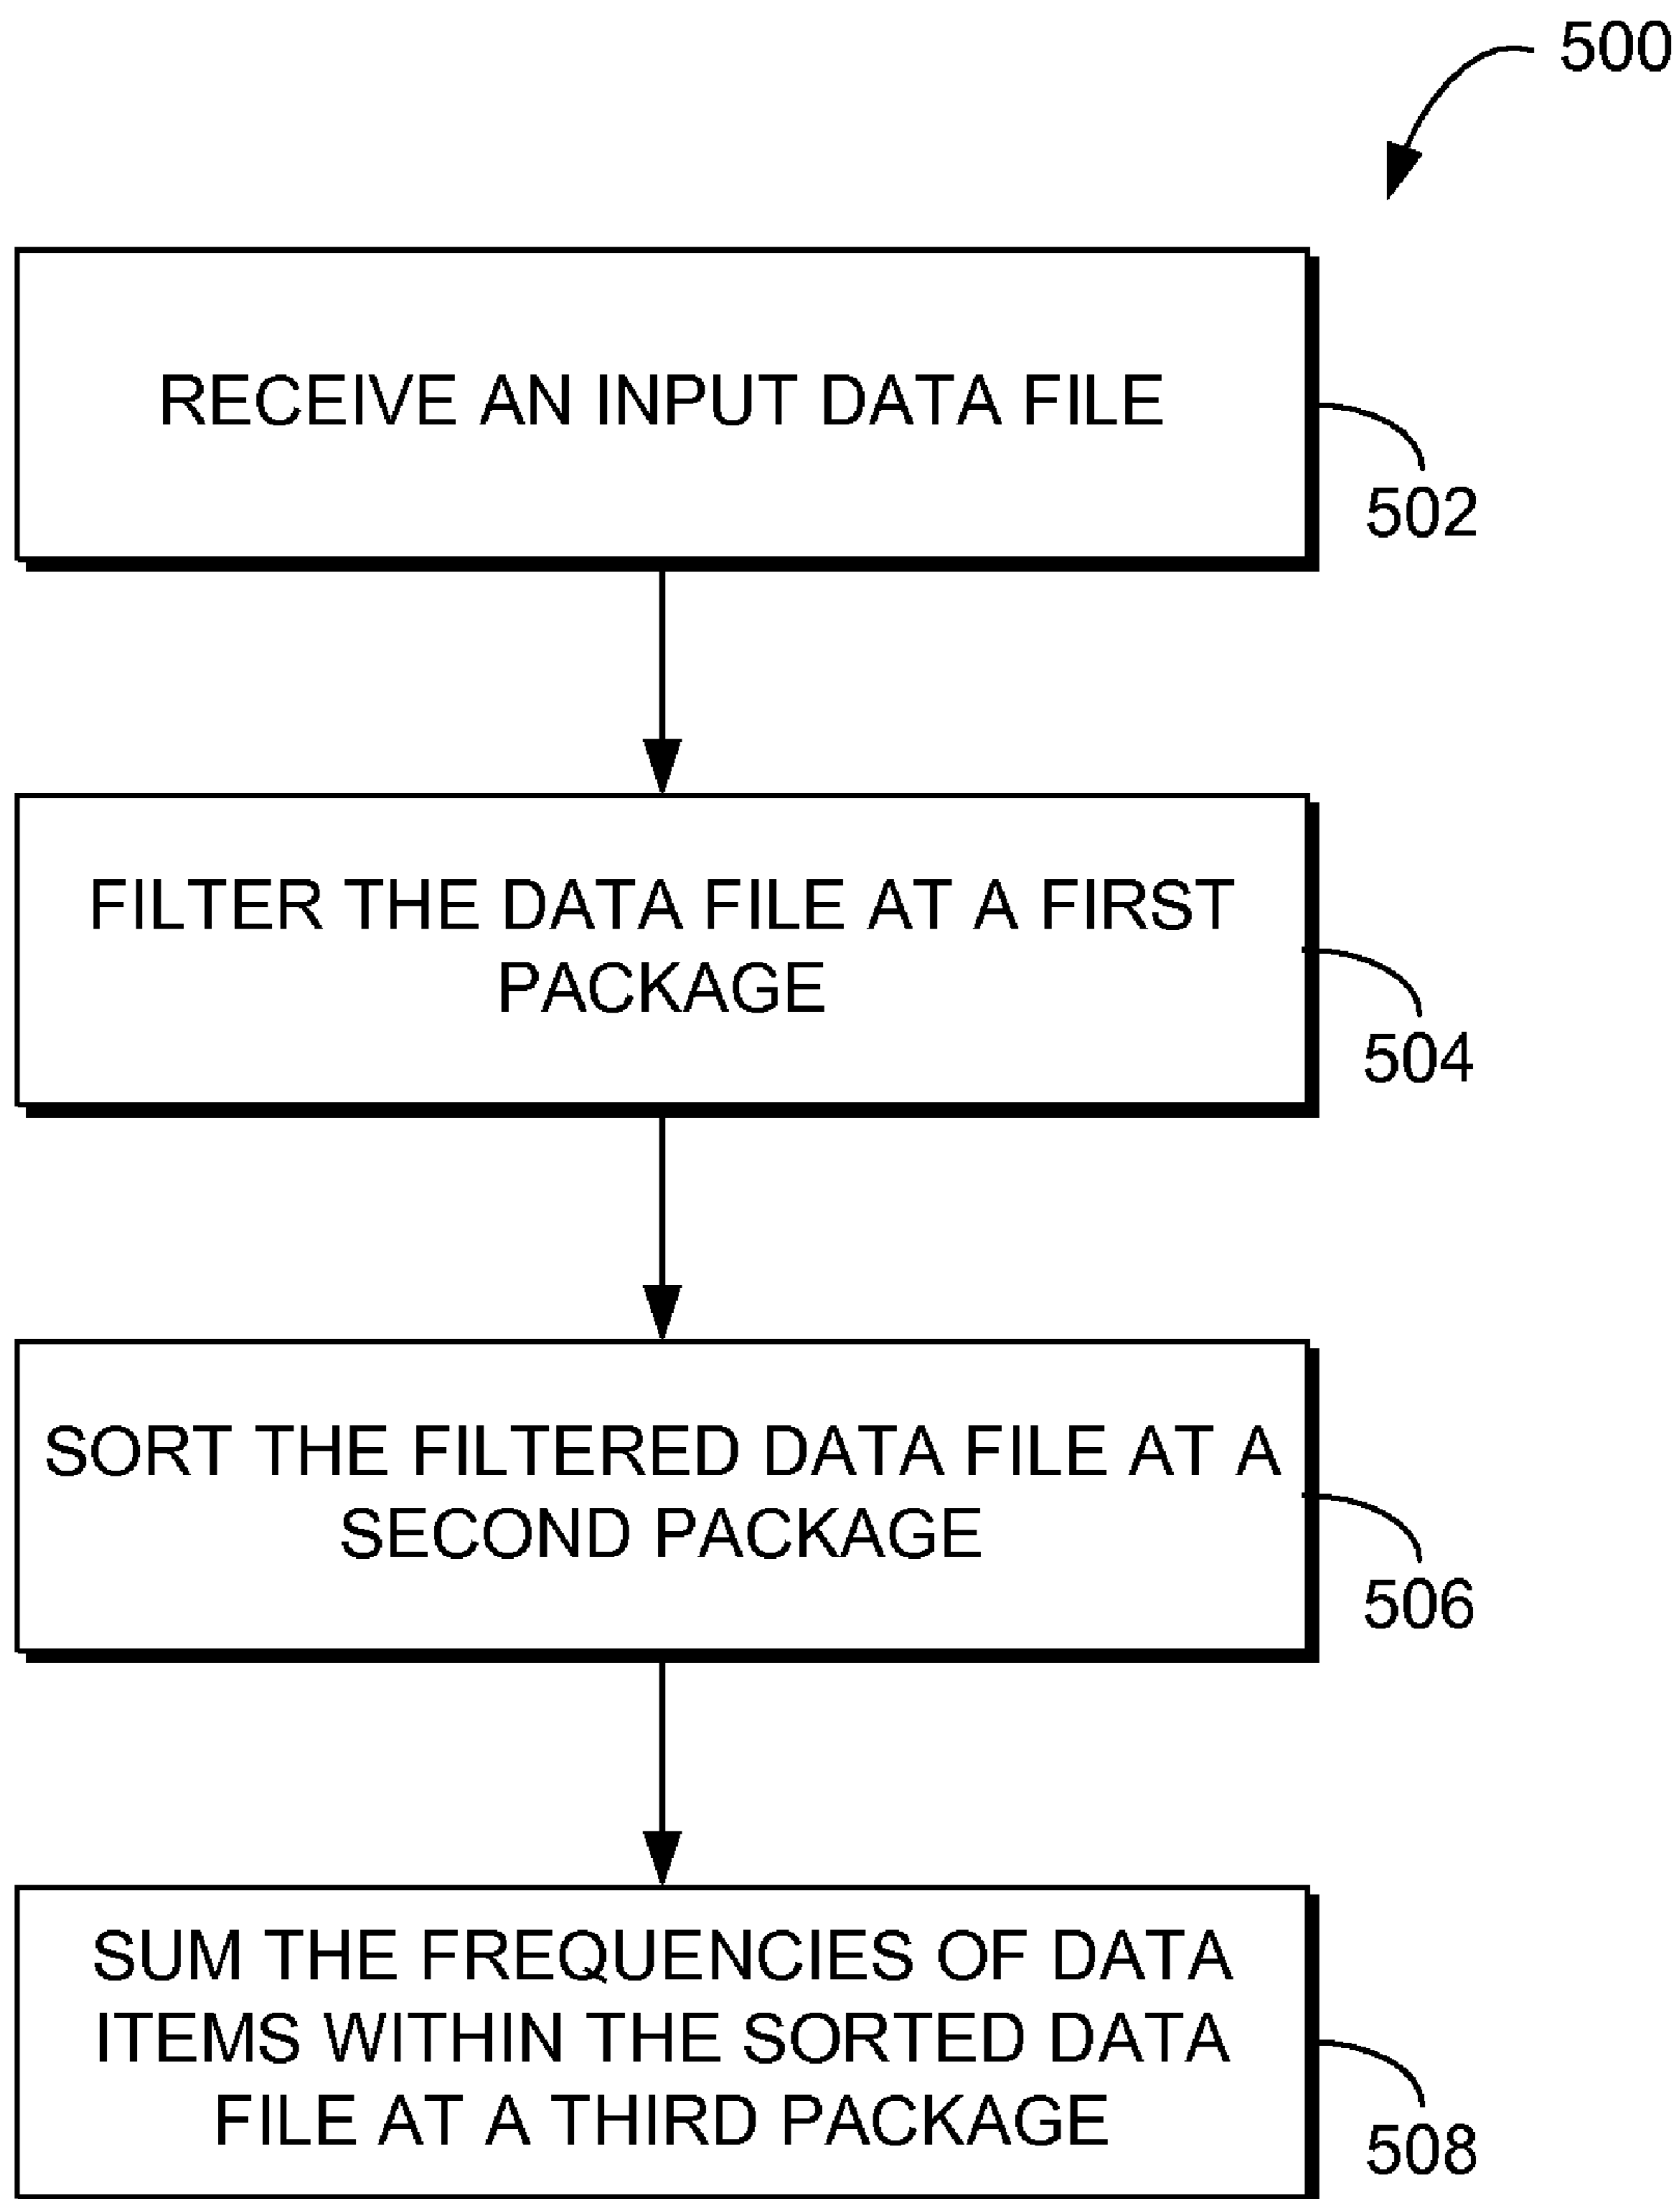 500
RECEIVE AN INPUT DATA FILE
502
FILTER THE DATA FILE AT A FIRST
PACKAGE
504
SORT THE FILTERED DATA FILE AT A
SECOND PACKAGE
506
SUM THE FREQUENCIES OF DATA
ITEMS WITHIN THE SORTED DATA
FILE AT A THIRD PACKAGE
508